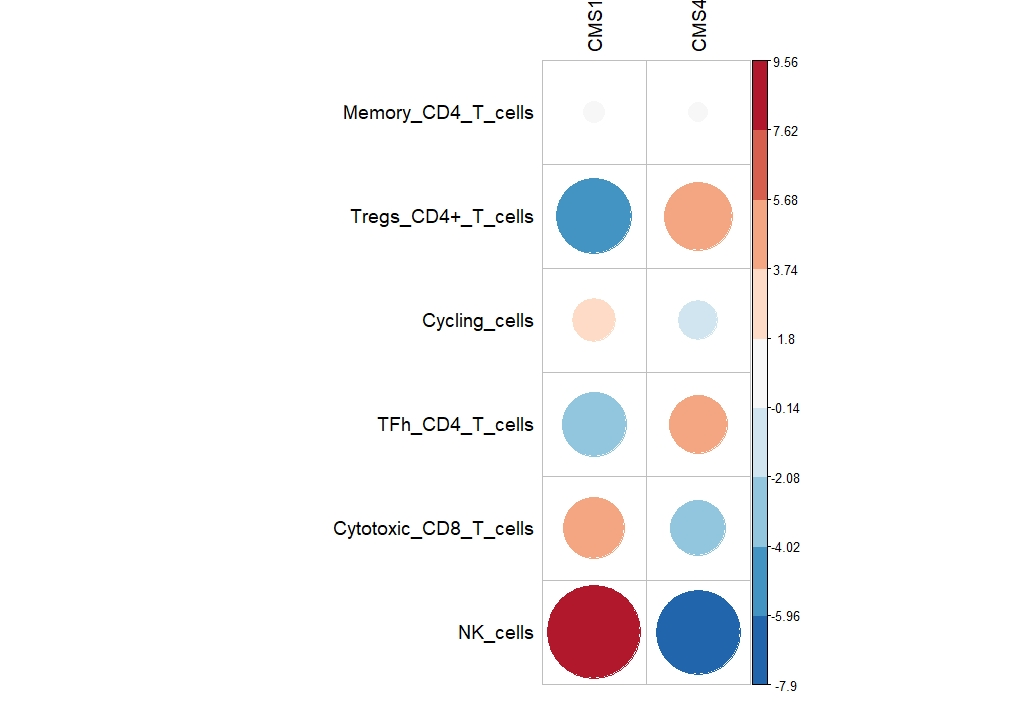 CMS1
CMS4
Memory_CD4_T_cells
Tregs_CD4+_T_cells
Cycling_cells
TFh_CD4_T_cells
Cytotoxic_CD8_T_cells
NK_cells
9.56
7.62
5.68
3.74
1.8
-0.14
-2.08
-4.02
-5.96
-7.9